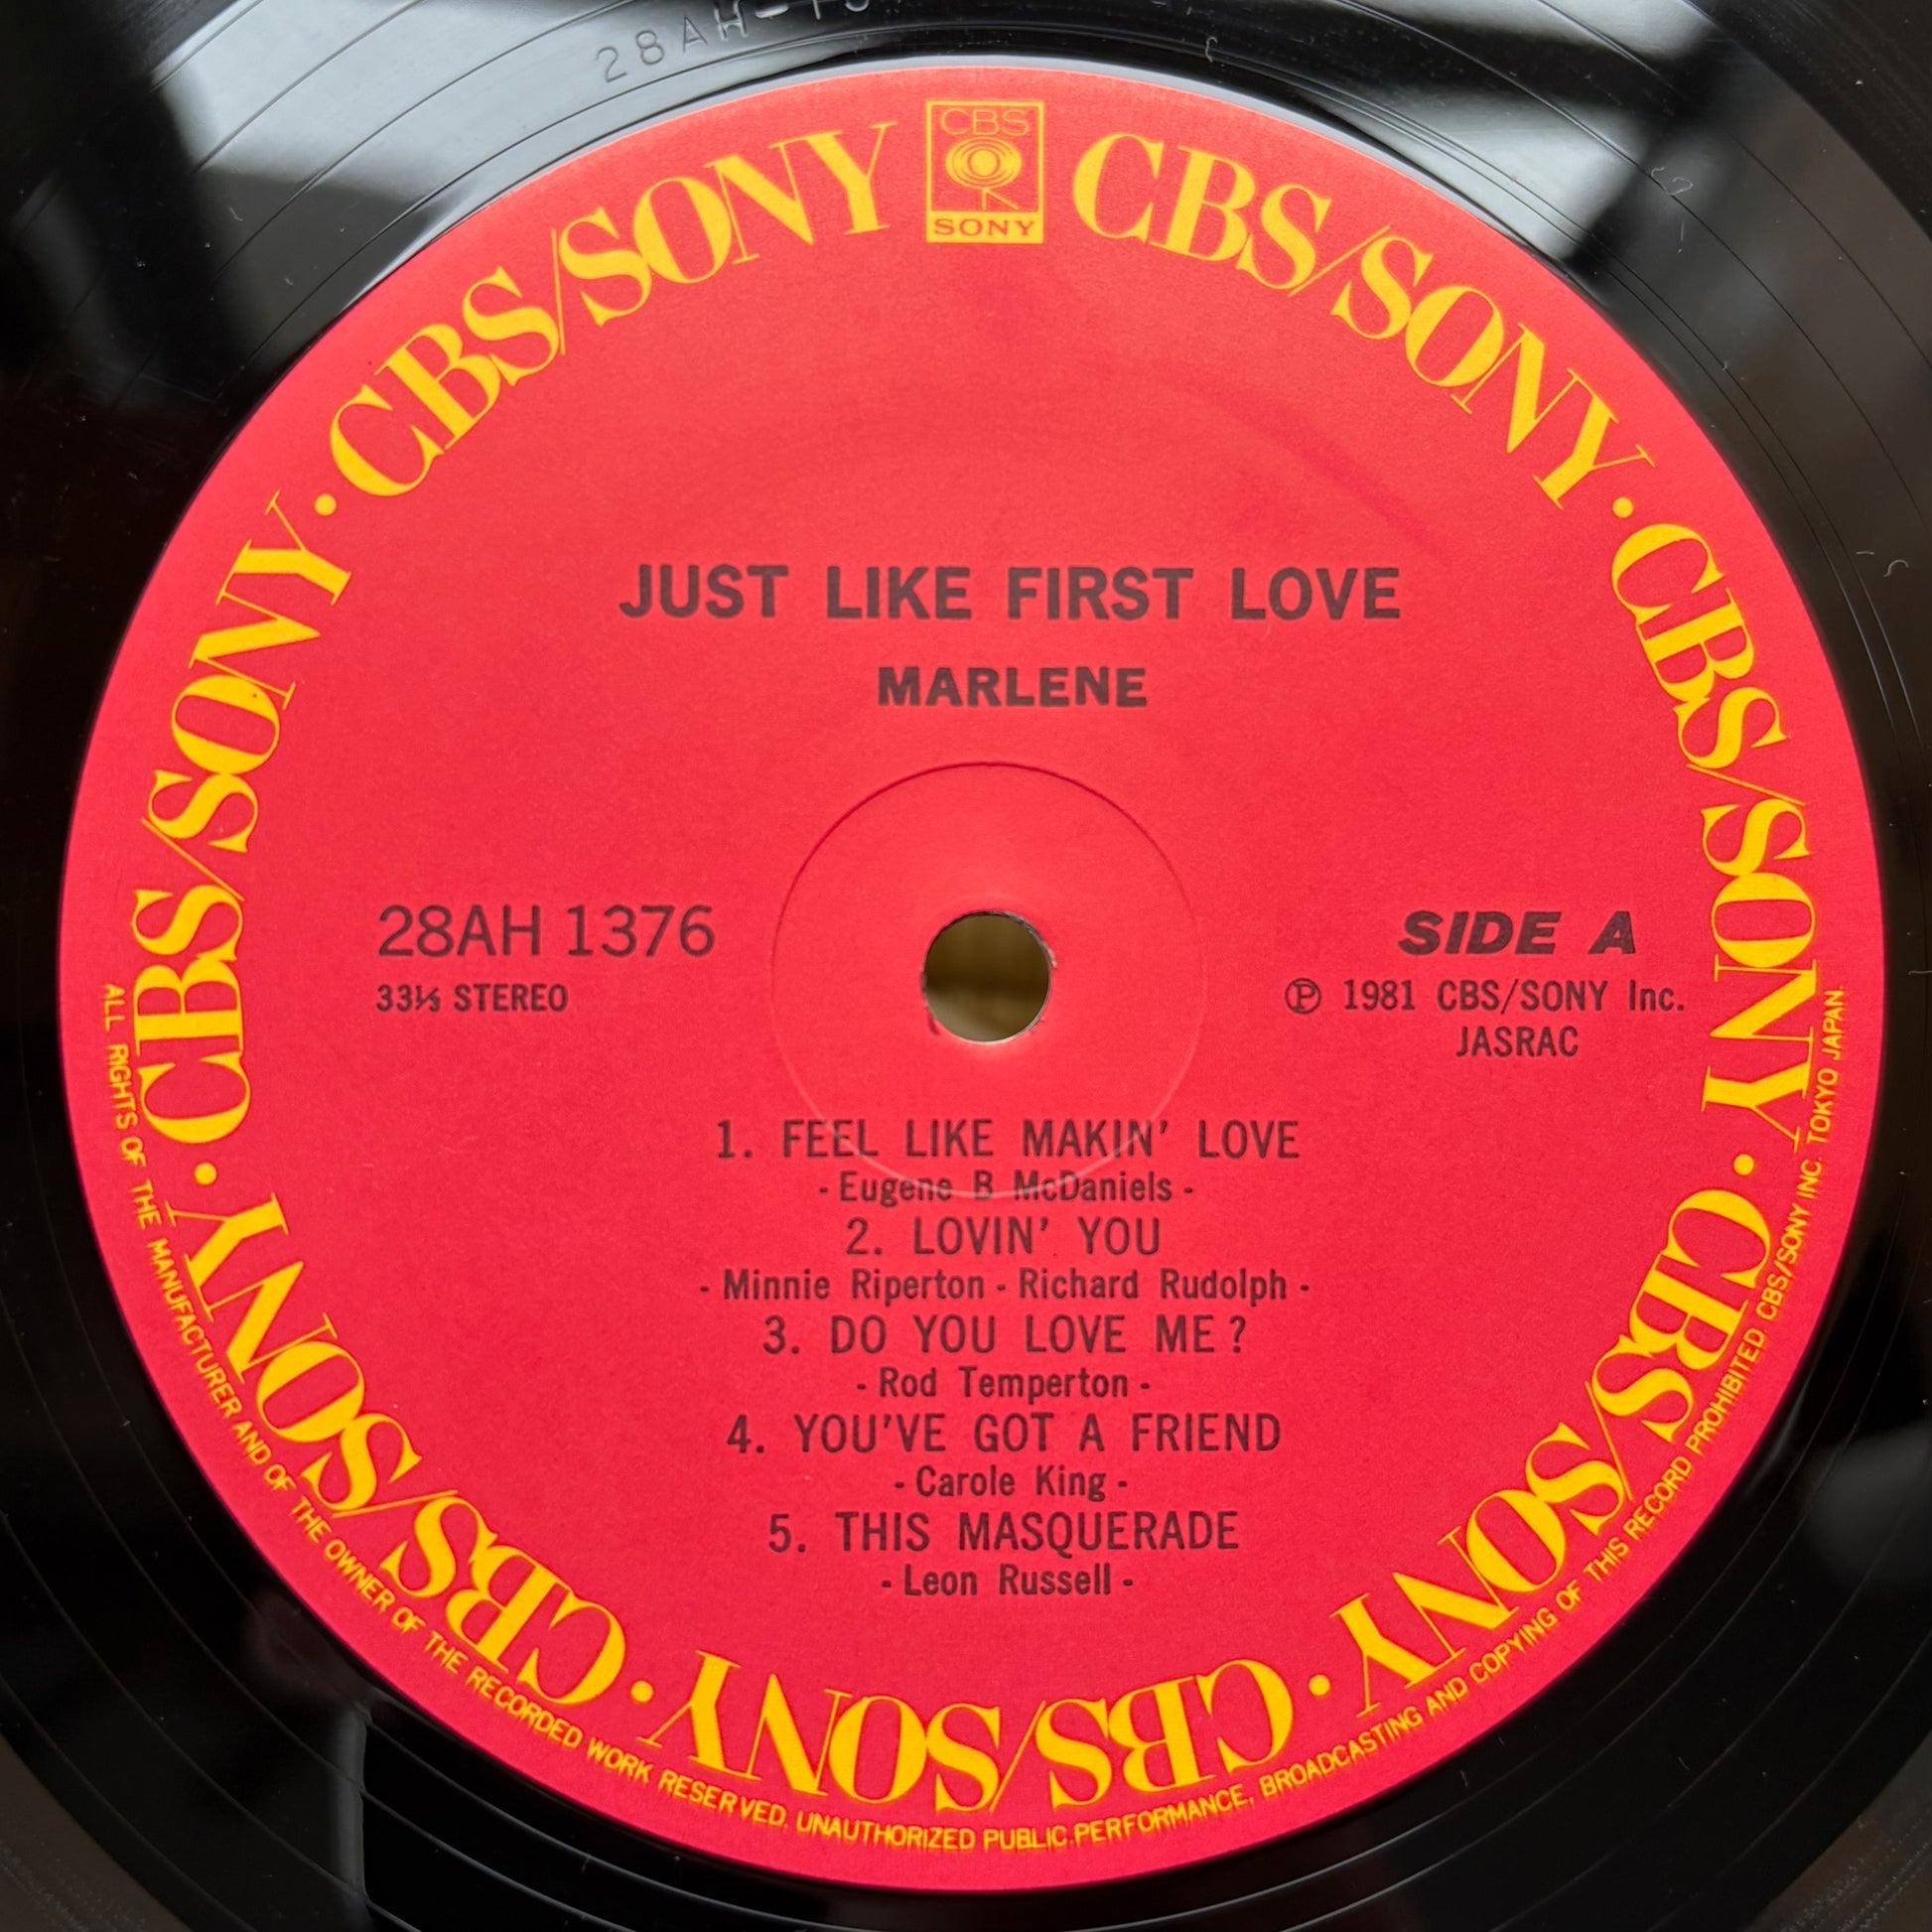 28AH-13
CBS
SONY
CBS/SONY · CBS/SONY · CBS/SONY · CBS/SONY · CBS/SONY · CBS/SONY · CBS/SONY · CBS/SONY
JUST LIKE FIRST LOVE
MARLENE
28AH 1376
33⅓ STEREO
SIDE A
Ⓟ 1981 CBS/SONY Inc.
JASRAC
1. FEEL LIKE MAKIN' LOVE
- Eugene B McDaniels -
2. LOVIN' YOU
- Minnie Riperton - Richard Rudolph -
3. DO YOU LOVE ME?
- Rod Temperton -
4. YOU'VE GOT A FRIEND
- Carole King -
5. THIS MASQUERADE
- Leon Russell -
ALL RIGHTS OF THE MANUFACTURER AND OF THE OWNER OF THE RECORDED WORK RESERVED. UNAUTHORIZED PUBLIC PERFORMANCE, BROADCASTING AND COPYING OF THIS RECORD PROHIBITED CBS/SONY INC. TOKYO JAPAN.